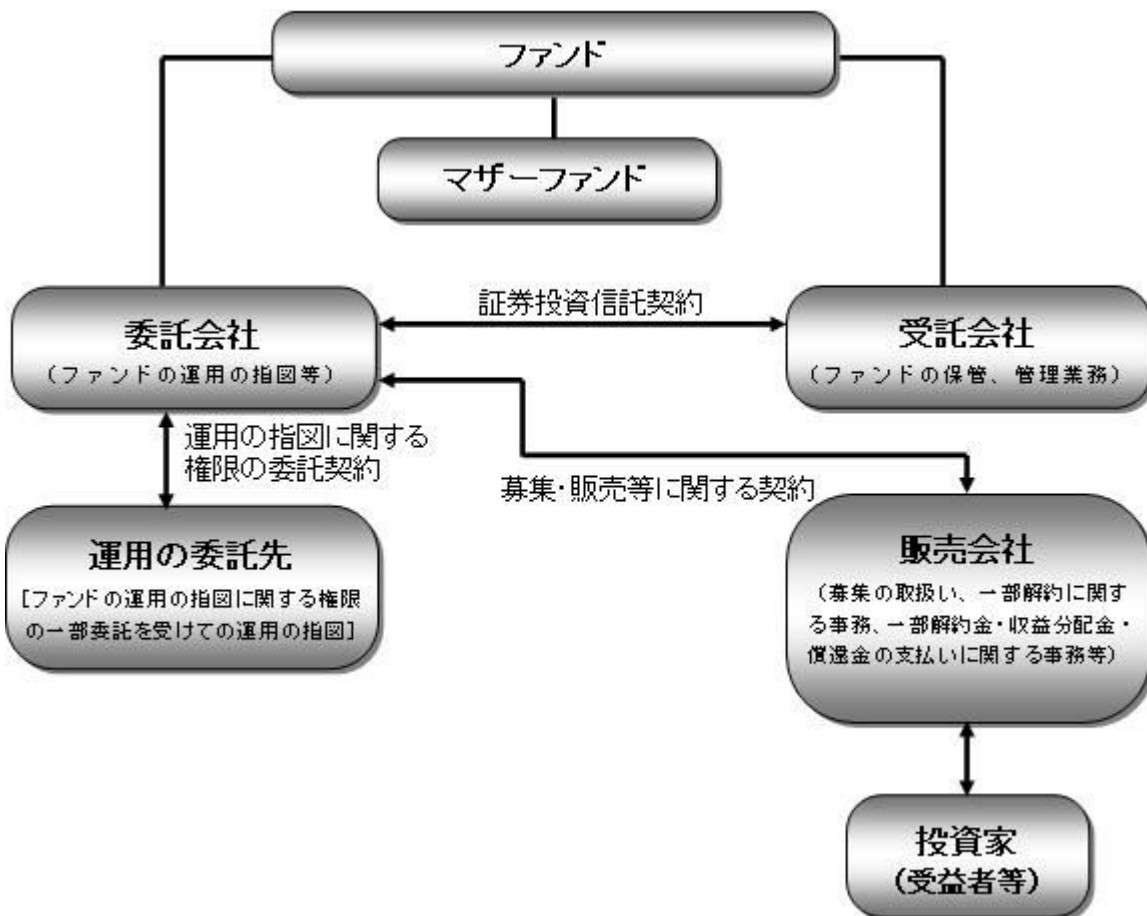 ファンド
マザーファンド
証券投資信託契約
委託会社
（ファンドの運用の指図等）
受託会社
（ファンドの保管、管理業務）
運用の指図に関する
権限の委託契約
募集・販売等に関する契約
運用の委託先
[ファンドの運用の指図に関する権限
の一部委託を受けての運用の指図]
販売会社
（募集の取扱い、一部解約に関す
る事務、一部解約金・収益分配金・
償還金の支払いに関する事務等）
投資家
（受益者等）